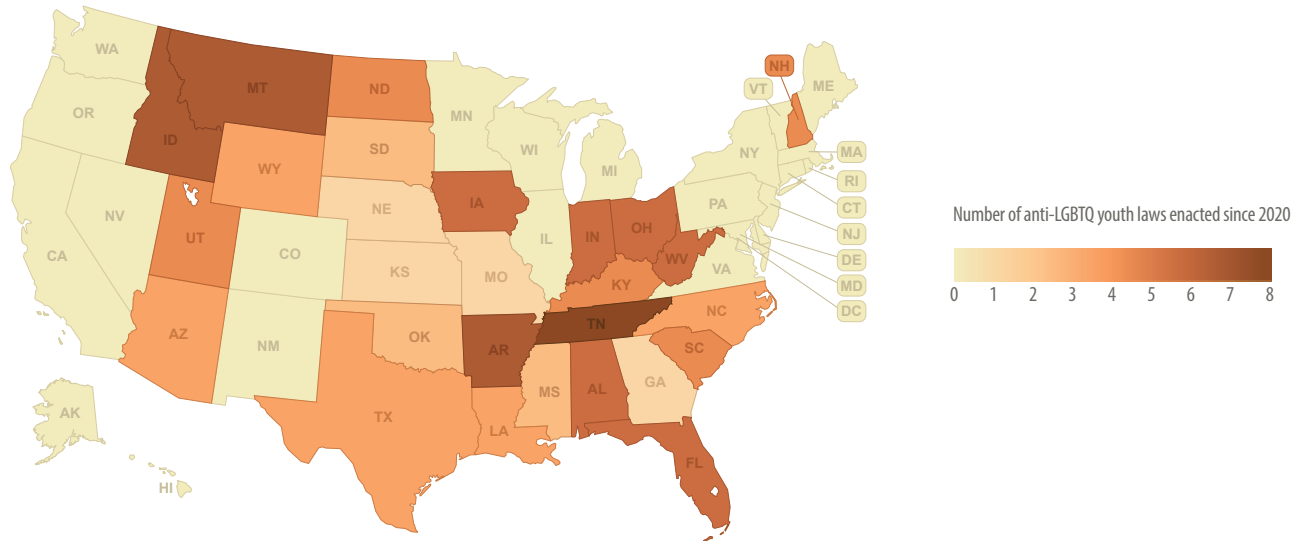 WA
OR
CA
NV
ID
MT
WY
UT
CO
AZ
NM
ND
SD
NE
KS
OK
TX
MN
IA
MO
AR
LA
WI
IL
MI
IN
OH
KY
TN
MS
AL
GA
FL
SC
NC
WV
VA
PA
NY
VT
NH
ME
MA
RI
CT
NJ
DE
MD
DC
AK
HI
Number of anti-LGBTQ youth laws enacted since 2020
0 1 2 3 4 5 6 7 8